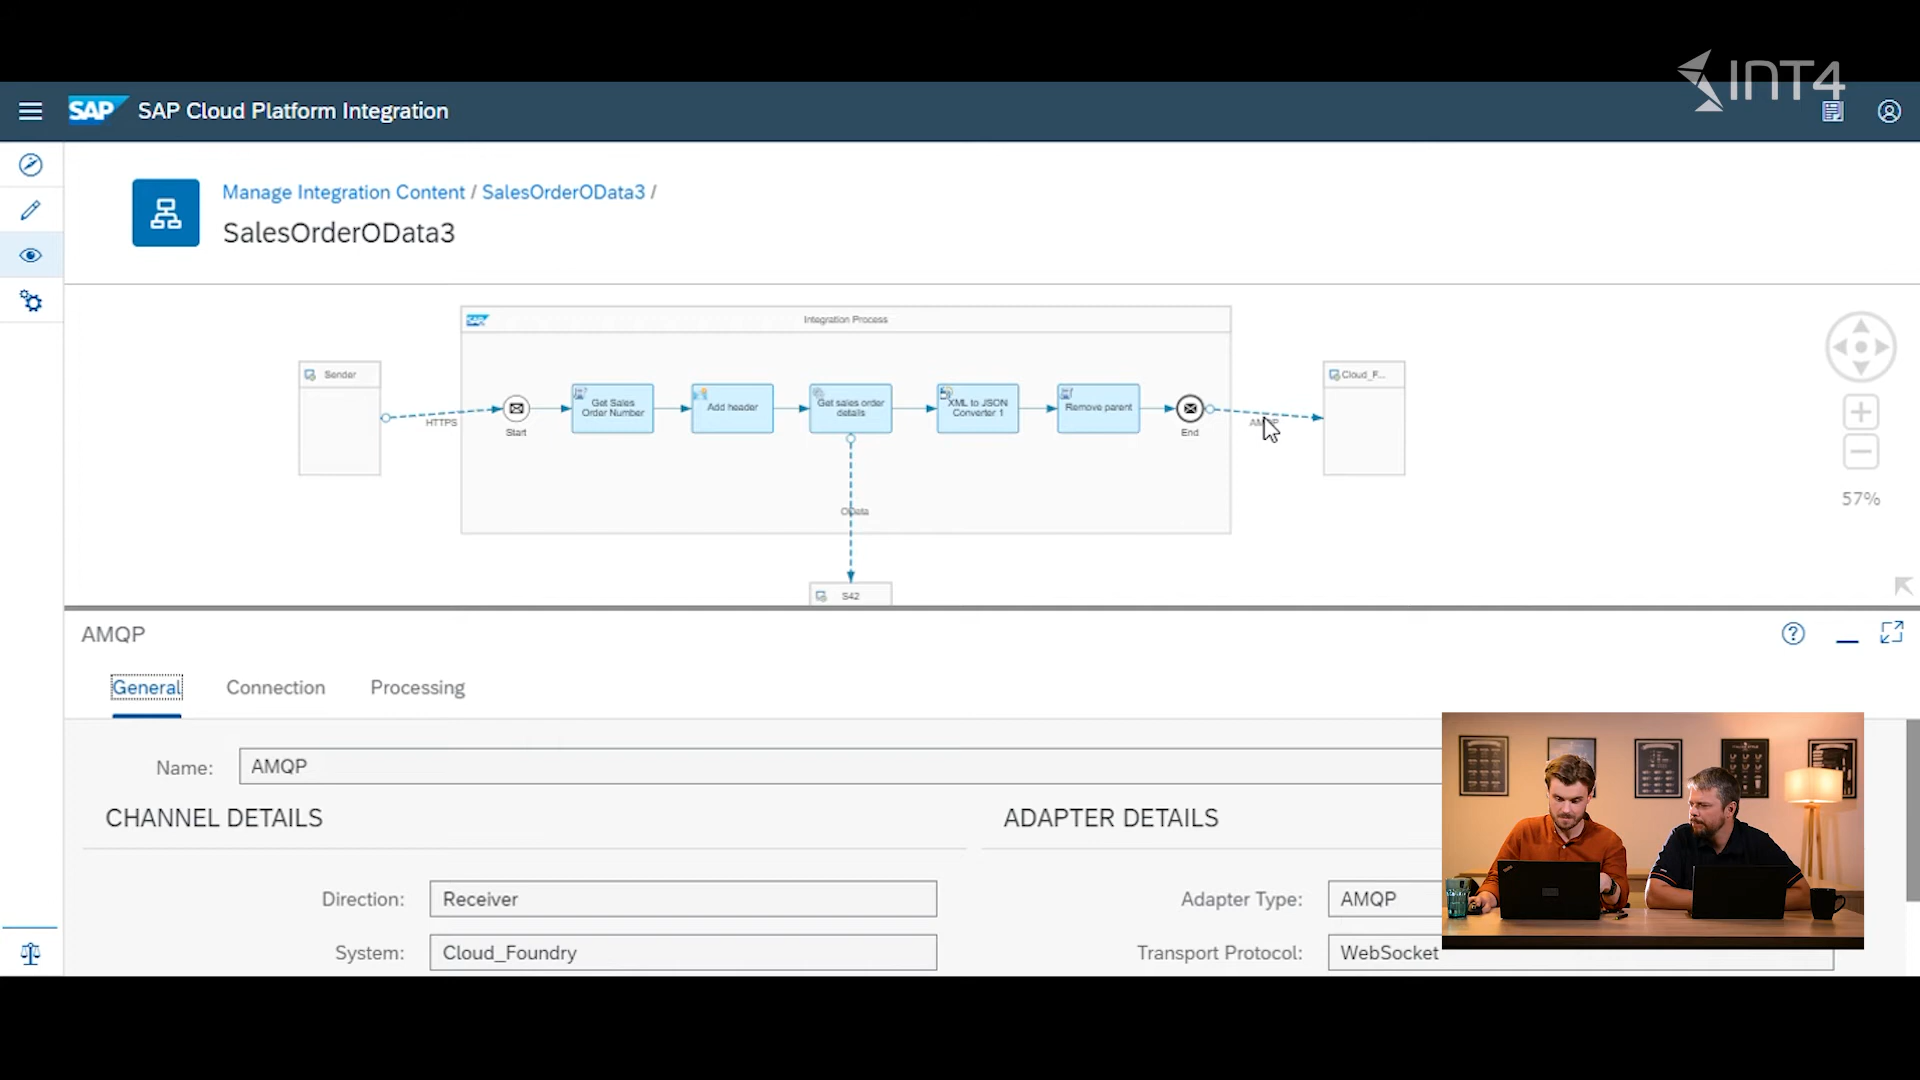 INT4
SAP SAP Cloud Platform Integration
Manage Integration Content / SalesOrderOData3 /
SalesOrderOData3
SAP Integration Process
Sender
Cloud_F...
Get Sales
Order Number
Add header
Get sales order
details
XML to JSON
Converter 1
Remove parent
HTTPS
Start
End
OData
57%
S42
AMQP
General Connection Processing
Name: AMQP
CHANNEL DETAILS ADAPTER DETAILS
Direction: Receiver Adapter Type: AMQP
System: Cloud_Foundry Transport Protocol: WebSocket